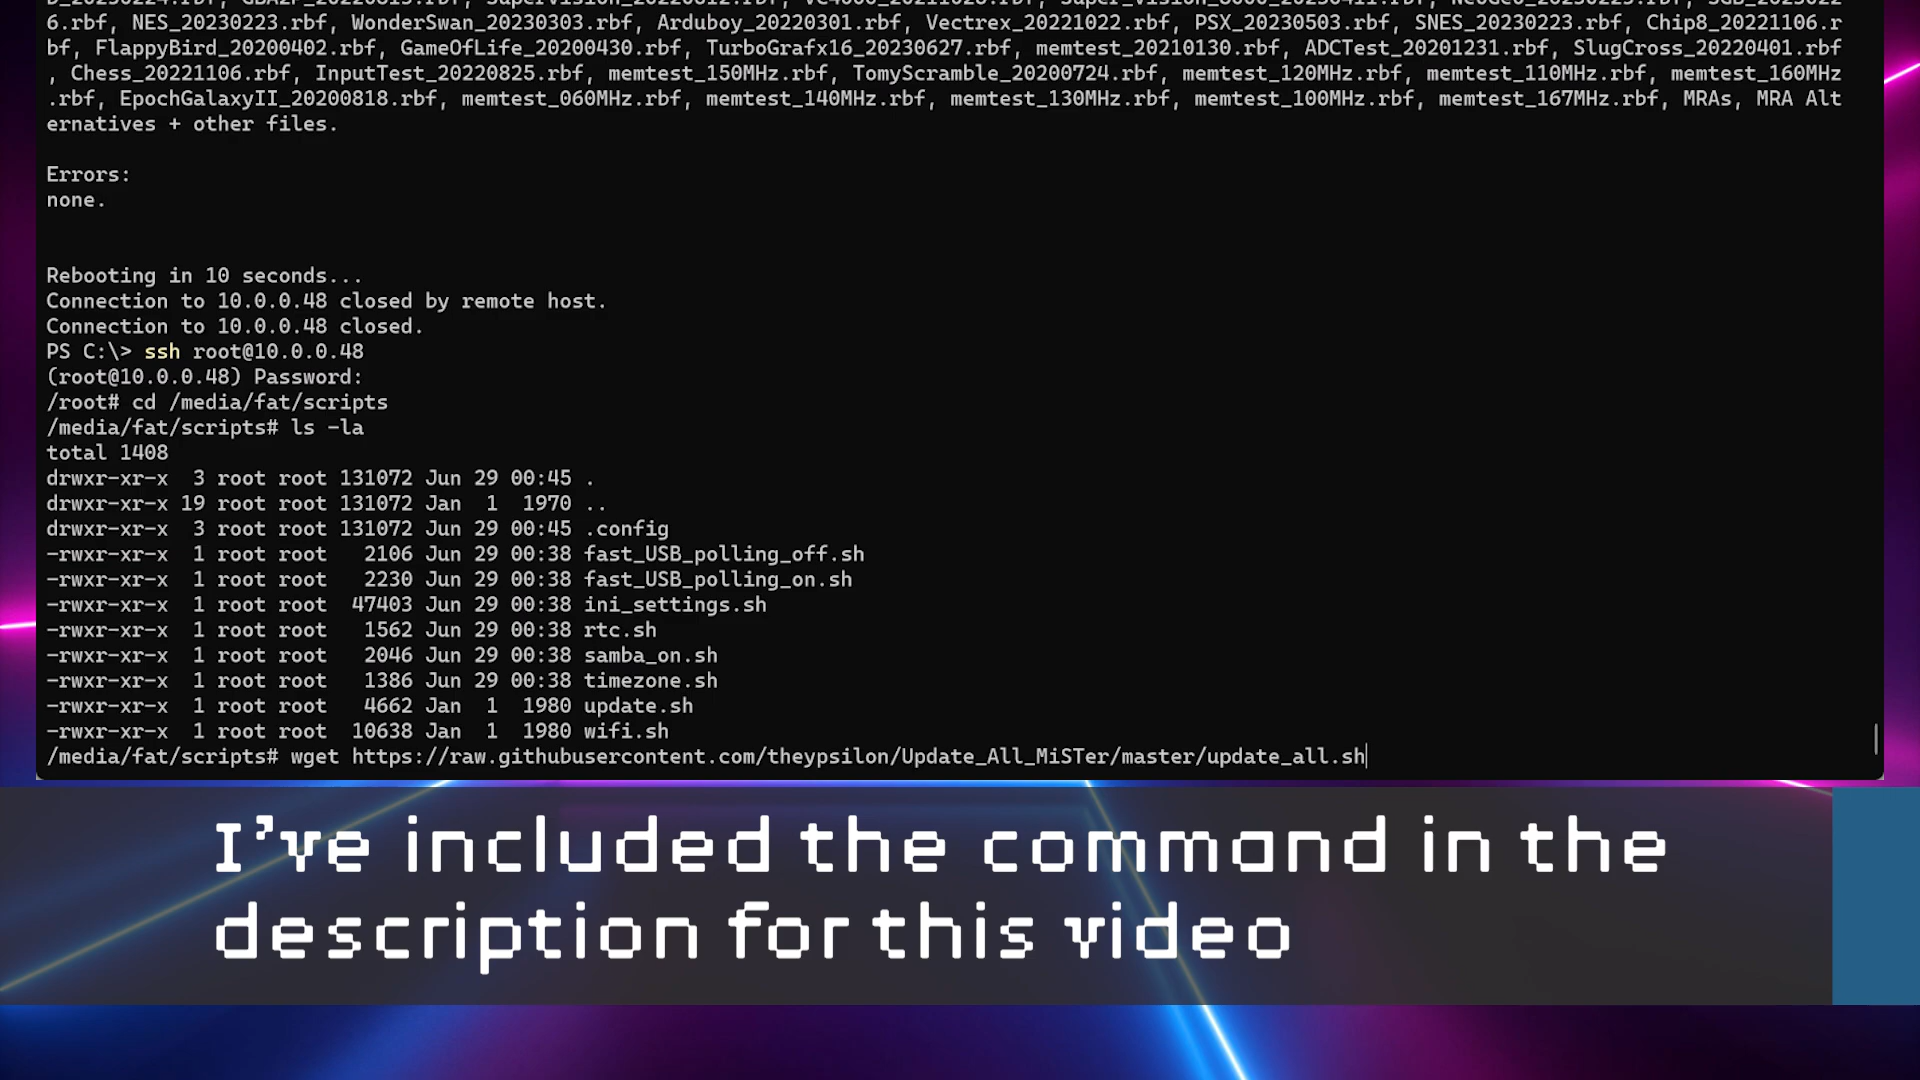 6.rbf, NES_20230223.rbf, WonderSwan_20230303.rbf, Arduboy_20220301.rbf, Vectrex_20221022.rbf, PSX_20230503.rbf, SNES_20230223.rbf, Chip8_20221106.r
bf, FlappyBird_20200402.rbf, GameOfLife_20200430.rbf, TurboGrafx16_20230627.rbf, memtest_20210130.rbf, ADCTest_20201231.rbf, SlugCross_20220401.rbf
, Chess_20221106.rbf, InputTest_20220825.rbf, memtest_150MHz.rbf, TomyScramble_20200724.rbf, memtest_120MHz.rbf, memtest_110MHz.rbf, memtest_160MHz
.rbf, EpochGalaxyII_20200818.rbf, memtest_060MHz.rbf, memtest_140MHz.rbf, memtest_130MHz.rbf, memtest_100MHz.rbf, memtest_167MHz.rbf, MRAs, MRA Alt
ernatives + other files.
Errors:
none.
Rebooting in 10 seconds...
Connection to 10.0.0.48 closed by remote host.
Connection to 10.0.0.48 closed.
PS C:\> ssh root@10.0.0.48
(root@10.0.0.48) Password:
/root# cd /media/fat/scripts
/media/fat/scripts# ls -la
total 1408
drwxr-xr-x  3 root root 131072 Jun 29 00:45 .
drwxr-xr-x 19 root root 131072 Jan  1  1970 ..
drwxr-xr-x  3 root root 131072 Jun 29 00:45 .config
-rwxr-xr-x  1 root root   2106 Jun 29 00:38 fast_USB_polling_off.sh
-rwxr-xr-x  1 root root   2230 Jun 29 00:38 fast_USB_polling_on.sh
-rwxr-xr-x  1 root root  47403 Jun 29 00:38 ini_settings.sh
-rwxr-xr-x  1 root root   1562 Jun 29 00:38 rtc.sh
-rwxr-xr-x  1 root root   2046 Jun 29 00:38 samba_on.sh
-rwxr-xr-x  1 root root   1386 Jun 29 00:38 timezone.sh
-rwxr-xr-x  1 root root   4662 Jan  1  1980 update.sh
-rwxr-xr-x  1 root root  10638 Jan  1  1980 wifi.sh
/media/fat/scripts# wget https://raw.githubusercontent.com/theypsilon/Update_All_MiSTer/master/update_all.sh
I've included the command in the
description for this video